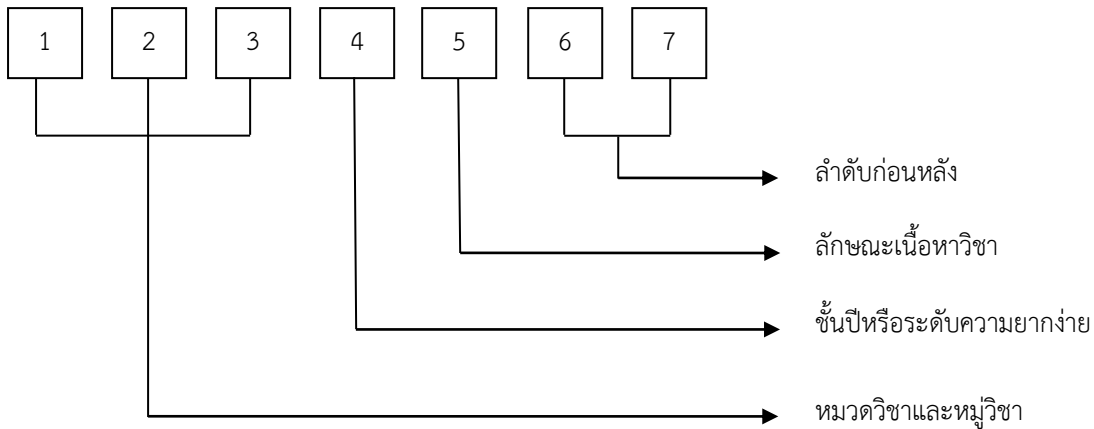 1 2 3 4 5 6 7
ลำดับก่อนหลัง
ลักษณะเนื้อหาวิชา
ชั้นปีหรือระดับความยากง่าย
หมวดวิชาและหมู่วิชา